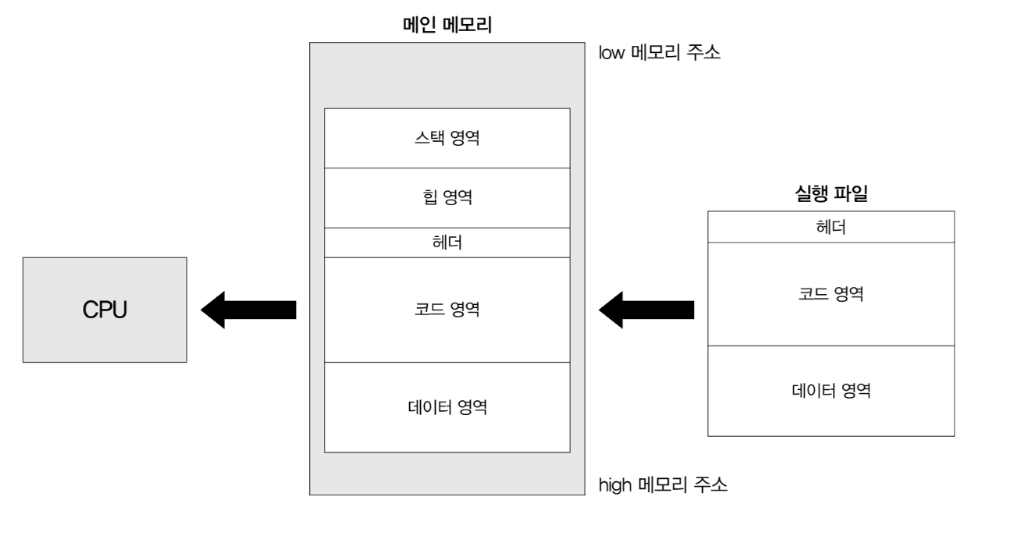 메인 메모리
low 메모리 주소
스택 영역
힙 영역
헤더
코드 영역
데이터 영역
high 메모리 주소
CPU
실행 파일
헤더
코드 영역
데이터 영역